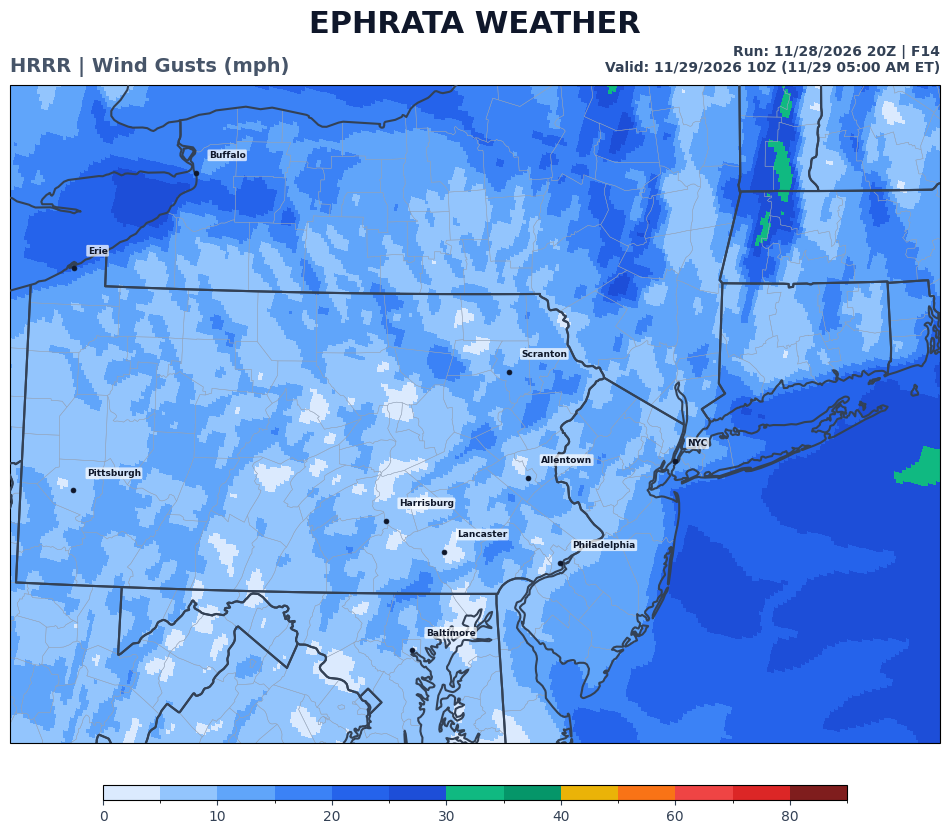 EPHRATA WEATHER
HRRR | Wind Gusts (mph)
Run: 11/28/2026 20Z | F14
Valid: 11/29/2026 10Z (11/29 05:00 AM ET)
Buffalo
Erie
Scranton
NYC
Allentown
Pittsburgh
Harrisburg
Lancaster
Philadelphia
Baltimore
0 10 20 30 40 50 60 70 80